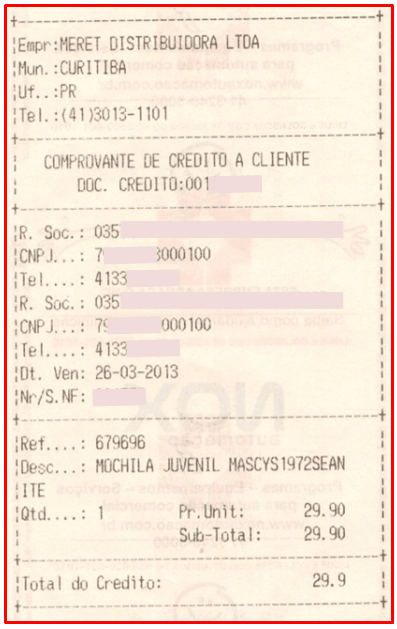 Empr:MERET DISTRIBUIDORA LTDA
Mun.:CURITIBA
Uf..:PR
Tel.:(41)3013-1101
COMPROVANTE DE CREDITO A CLIENTE
DOC. CREDITO:001
R. Soc.: 035
CNPJ...: 7 3000100
Tel....: 4133
R. Soc.: 035
CNPJ...: 79 000100
Tel....: 4133
Dt. Ven: 26-03-2013
Nr/S.NF:
Ref....: 679696
Desc...: MOCHILA JUVENIL MASCYS1972SEAN
ITE
Qtd....: 1 Pr.Unit: 29.90
Sub-Total: 29.90
Total do Credito: 29.9